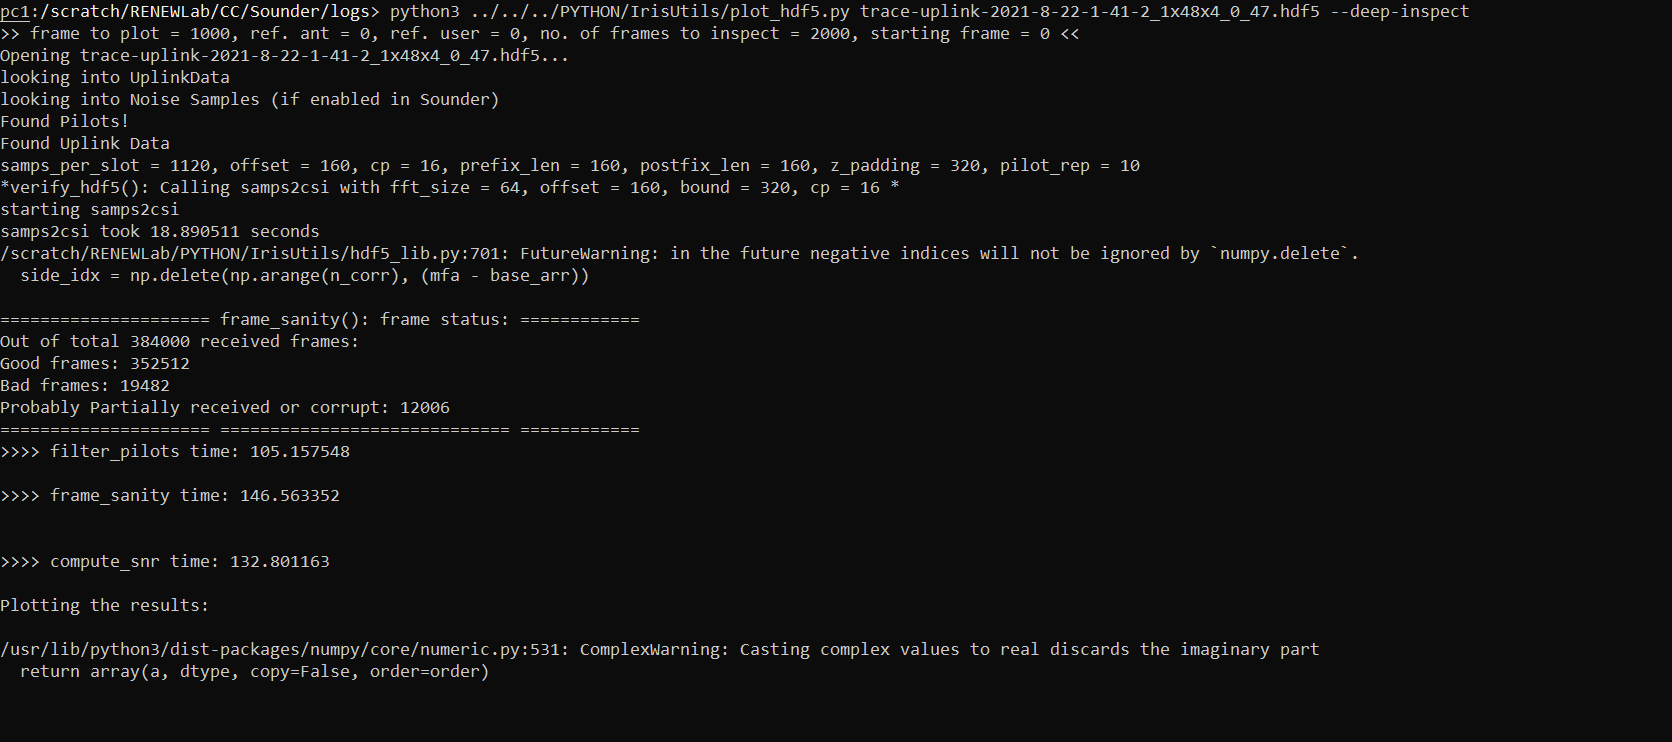 pc1:/scratch/RENEWLab/CC/Sounder/logs> python3 ../../../PYTHON/IrisUtils/plot_hdf5.py trace-uplink-2021-8-22-1-41-2_1x48x4_0_47.hdf5 --deep-inspect
>> frame to plot = 1000, ref. ant = 0, ref. user = 0, no. of frames to inspect = 2000, starting frame = 0 <<
Opening trace-uplink-2021-8-22-1-41-2_1x48x4_0_47.hdf5...
looking into UplinkData
looking into Noise Samples (if enabled in Sounder)
Found Pilots!
Found Uplink Data
samps_per_slot = 1120, offset = 160, cp = 16, prefix_len = 160, postfix_len = 160, z_padding = 320, pilot_rep = 10
*verify_hdf5(): Calling samps2csi with fft_size = 64, offset = 160, bound = 320, cp = 16 *
starting samps2csi
samps2csi took 18.890511 seconds
/scratch/RENEWLab/PYTHON/IrisUtils/hdf5_lib.py:701: FutureWarning: in the future negative indices will not be ignored by `numpy.delete`.
  side_idx = np.delete(np.arange(n_corr), (mfa - base_arr))
===================== frame_sanity(): frame status: ============
Out of total 384000 received frames:
Good frames: 352512
Bad frames: 19482
Probably Partially received or corrupt: 12006
===================== ============================= ============
>>>> filter_pilots time: 105.157548
>>>> frame_sanity time: 146.563352
>>>> compute_snr time: 132.801163
Plotting the results:
/usr/lib/python3/dist-packages/numpy/core/numeric.py:531: ComplexWarning: Casting complex values to real discards the imaginary part
  return array(a, dtype, copy=False, order=order)